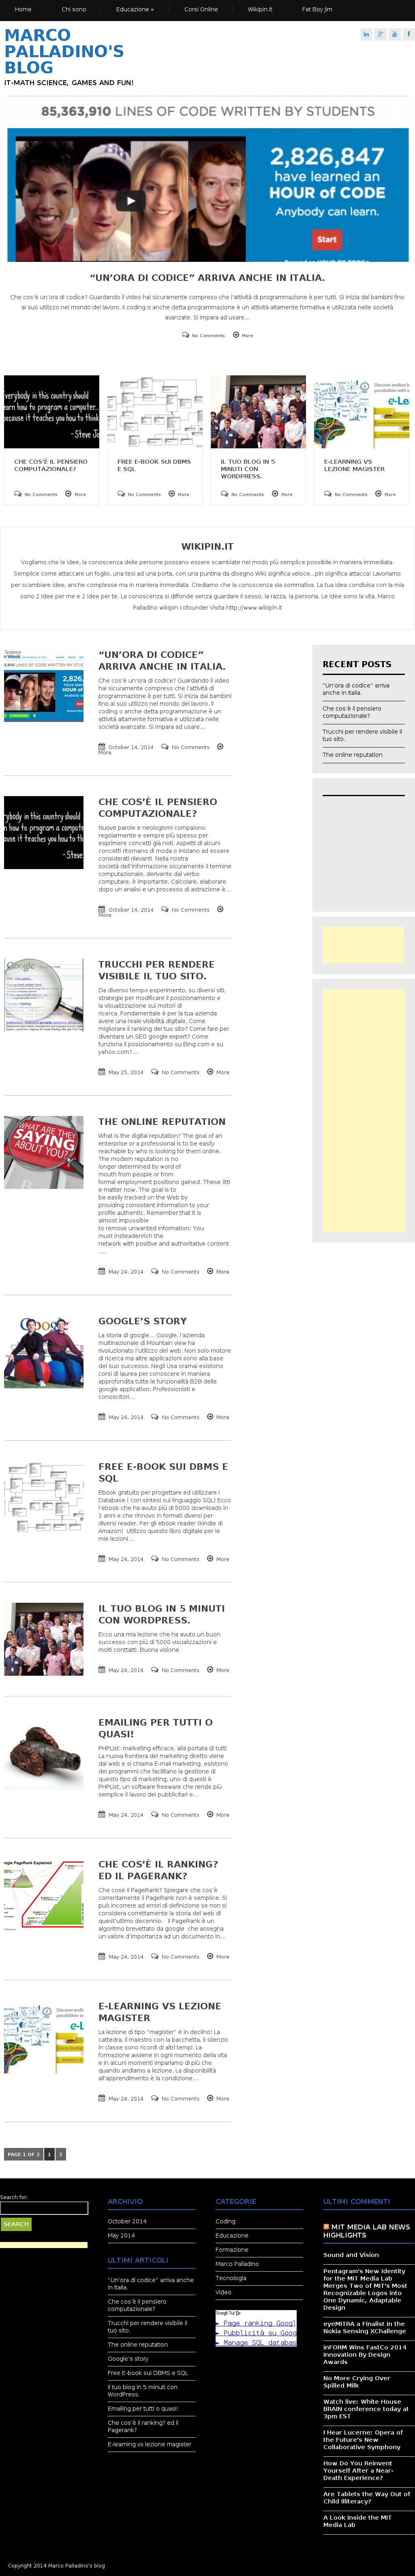 Home
Chi sono
Educazione »
Corsi Online
Wikipin.it
Fat Boy Jim
MARCO
PALLADINO'S
BLOG
IT-MATH SCIENCE, GAMES AND FUN!
85,363,910 LINES OF CODE WRITTEN BY STUDENTS
2,826,847
have learned an
HOUR of CODE
Anybody can learn.
Start
“UN’ORA DI CODICE” ARRIVA ANCHE IN ITALIA.
Che cos’è un’ora di codice? Guardando il video hai sicuramente compreso che l’attività di programmazione è per tutti. Si inizia dai bambini fino
al suo utilizzo nel mondo del lavoro. Il coding o anche detta programmazione è un attività altamente formativa e utilizzata nelle società
avanzate. Si impara ad usare…
No Comments More
CHE COS’È IL PENSIERO
COMPUTAZIONALE?
No Comments More
FREE E-BOOK SUI DBMS
E SQL
No Comments More
IL TUO BLOG IN 5
MINUTI CON
WORDPRESS.
No Comments More
E-LEARNING VS
LEZIONE MAGISTER
No Comments More
WIKIPIN.IT
Vogliamo che le idee, la conoscenza delle persone possano essere scambiate nel modo più semplice possibile in maniera immediata.
Semplice come attaccare un foglio, una tesi ad una porta, con una puntina da disegno Wiki significa veloce...pin significa attacca! Lavoriamo
per scambiare idee, anche complesse ma in maniera immediata. Crediamo che la conoscenza sia sommatoria. La tua idea condivisa con la mia
sono 2 idee per me e 2 idee per te. La conoscenza si diffonde senza guardare il sesso, la razza, la persona. Le idee sono la vita. Marco
Palladino wikipin cofounder Visita http://www.wikipin.it
“UN’ORA DI CODICE”
ARRIVA ANCHE IN ITALIA.
Che cos’è un’ora di codice? Guardando il video
hai sicuramente compreso che l’attività di
programmazione è per tutti. Si inizia dai bambini
fino al suo utilizzo nel mondo del lavoro. Il
coding o anche detta programmazione è un
attività altamente formativa e utilizzata nelle
società avanzate. Si impara ad usare…
October 14, 2014 No Comments
More
CHE COS’È IL PENSIERO
COMPUTAZIONALE?
Nuove parole e neologismi compaiono
regolarmente e sempre più spesso per
esprimere concetti già noti. Aspetti di alcuni
concetti ritornano di moda o iniziano ad essere
considerati rilevanti. Nella nostra
società dell’informazione sicuramente il termine
computazionale, derivante dal verbo
computare, è importante. Calcolare, elaborare
dopo un analisi e un processo di astrazione è…
October 14, 2014 No Comments
More
TRUCCHI PER RENDERE
VISIBILE IL TUO SITO.
Da diverso tempo esperimento, su diversi siti,
strategie per modificare il posizionamento e
la visualizzazione sui motori di
ricerca. Fondamentale è per la tua azienda
avere una reale visibilità digitale. Come
migliorare il ranking del tuo sito? Come fare per
diventare un SEO google expert? Come
funziona il posizionamento su Bing.com e su
yahoo.com?…
May 25, 2014 No Comments More
THE ONLINE REPUTATION
What is the digital reputation? The goal of an
enterprise or a professional is to be easily
reachable by who is looking for them online.
The modern reputation is no
longer determined by word of
mouth from people or from
formal employment positions gained. These littl
e matter now. The goal is to
be easily tracked on the Web by
providing consistent information to your
profile authentic. Remember that it is
almost impossible
to remove unwanted information: You
must insteadenrich the
network with positive and authoritative content
….
May 24, 2014 No Comments More
GOOGLE’S STORY
La storia di google… Google, l’azienda
multinazionale di Mountain view ha
rivoluzionato l’utilizzo del web. Non solo motore
di ricerca ma altre applicazioni sono alla base
del suo successo. Negli Usa oramai esistono
corsi di laurea per conoscere in maniera
approfondita tutte le funzionalità B2B delle
google application. Professionisti e
conoscitori…
May 24, 2014 No Comments More
FREE E-BOOK SUI DBMS E
SQL
Ebook gratuito per progettare ed utilizzare i
Database ( con sintesi sul linguaggio SQL) Ecco
l’ebook che ha avuto più di 5000 downloads in
2 anni e che rinnovo in formati diversi per
diversi reader. Per gli ebook reader (kindle di
Amazon) Utilizzo questo libro digitale per le
mie lezioni…
May 24, 2014 No Comments More
IL TUO BLOG IN 5 MINUTI
CON WORDPRESS.
Ecco una mia lezione che ha avuto un buon
successo con più di 5000 visualizzazioni e
molti conttatti. Buona visione
May 24, 2014 No Comments More
EMAILING PER TUTTI O
QUASI!
PHPList: marketing efficace, alla portata di tutti
La nuova frontiera del marketing diretto viene
dal web e si chiama E-mail marketing, esistono
dei programmi che facilitano la gestione di
questo tipo di marketing, uno di questi è
PHPList, un software freeware che rende più
semplice il lavoro dei pubblicitari e…
May 24, 2014 No Comments More
CHE COS’È IL RANKING?
ED IL PAGERANK?
Che cosa il PageRank? Spiegare che cos’è
correntamente il PageRank non è semplice. Si
può incorrere ad errori di definizione se non si
considera correttamente la storia del web di
quest’ultimo decennio. Il PageRank è un
algoritmo brevettato da google che assegna
un valore d’importanza ad un documento in…
May 24, 2014 No Comments More
E-LEARNING VS LEZIONE
MAGISTER
La lezione di tipo “magister” è in declino! La
cattedra, il maestro con la bacchetta, il silenzio
in classe sono ricordi di altri tempi. La
formazione avviene in ogni momento della vita
e in alcuni momenti impariamo di più che
quando andiamo a lezione. La disponibilità
all’apprendimento è la condizione…
May 24, 2014 No Comments More
PAGE 1 OF 2 1 2
RECENT POSTS
“Un’ora di codice” arriva
anche in Italia.
Che cos’è il pensiero
computazionale?
Trucchi per rendere visibile il
tuo sito.
The online reputation
Search for:
SEARCH
ARCHIVIO
October 2014
May 2014
ULTIMI ARTICOLI
“Un’ora di codice” arriva anche
in Italia.
Che cos’è il pensiero
computazionale?
Trucchi per rendere visibile il
tuo sito.
The online reputation
Google’s story
Free E-book sui DBMS e SQL
Il tuo blog in 5 minuti con
WordPress.
Emailing per tutti o quasi!
Che cos’è il ranking? ed il
Pagerank?
E-learning vs lezione magister
CATEGORIE
Coding
Educazione
Formazione
Marco Palladino
Tecnologia
Video
Scegli Tu!
► Page ranking Googl
► Pubblicità su Goog
► Manage SQL databas
ULTIMI COMMENTI
MIT MEDIA LAB NEWS
HIGHLIGHTS
Sound and Vision
Pentagram's New Identity
for the MIT Media Lab
Merges Two of MIT's Most
Recognizable Logos into
One Dynamic, Adaptable
Design
eyeMITRA a Finalist in the
Nokia Sensing XChallenge
inFORM Wins FastCo 2014
Innovation By Design
Awards
No More Crying Over
Spilled Milk
Watch live: White House
BRAIN conference today at
3pm EST
I Hear Lucerne: Opera of
the Future's New
Collaborative Symphony
How Do You Reinvent
Yourself After a Near-
Death Experience?
Are Tablets the Way Out of
Child Illiteracy?
A Look Inside the MIT
Media Lab
Copyright 2014 Marco Palladino's blog